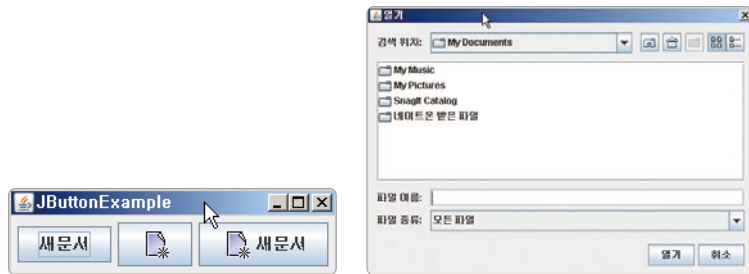 JButtonExample
새문서
새문서
열기
검색 위치:
My Documents
My Music
My Pictures
SnagIt Catalog
네이트온 받은 파일
파일 이름:
파일 종류:
모든 파일
열기
취소